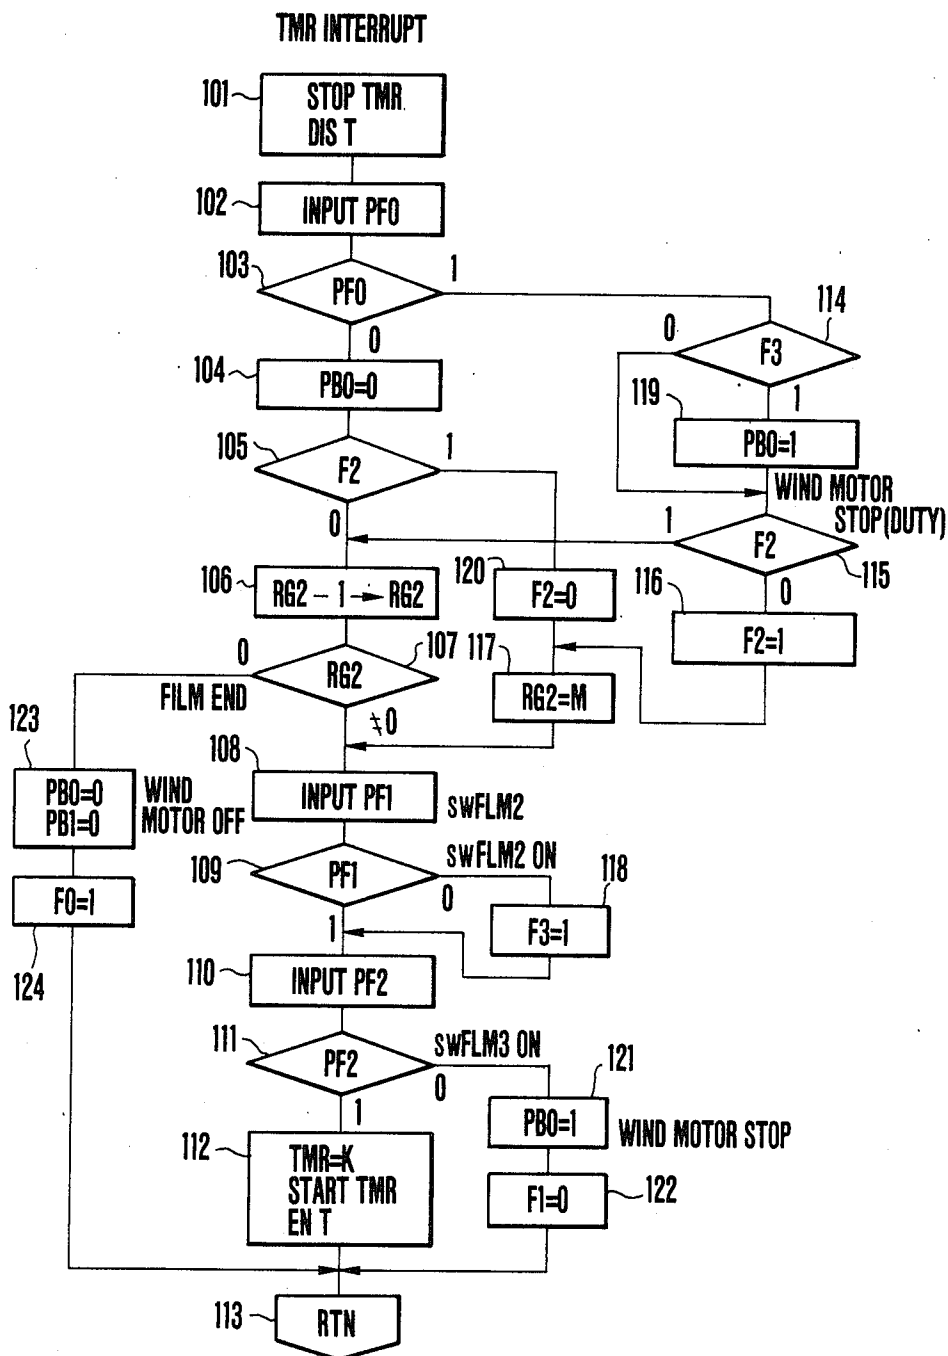 TMR INTERRUPT
101
STOP TMR
DIS T
102
INPUT PF0
103
PF0
1
0
114
F3
0
1
104
PB0=0
119
PB0=1
105
F2
1
0
WIND MOTOR
STOP(DUTY)
F2
1
0
115
106
RG2 – 1 → RG2
120
F2=0
116
F2=1
107
RG2
0
≠0
FILM END
117
RG2=M
123
PB0=0
PB1=0
WIND
MOTOR OFF
108
INPUT PF1
SWFLM2
109
PF1
SWFLM2 ON
0
1
118
F3=1
F0=1
124
110
INPUT PF2
111
PF2
SWFLM3 ON
0
1
121
PB0=1
WIND MOTOR STOP
112
TMR=K
START TMR
EN T
F1=0
122
113
RTN